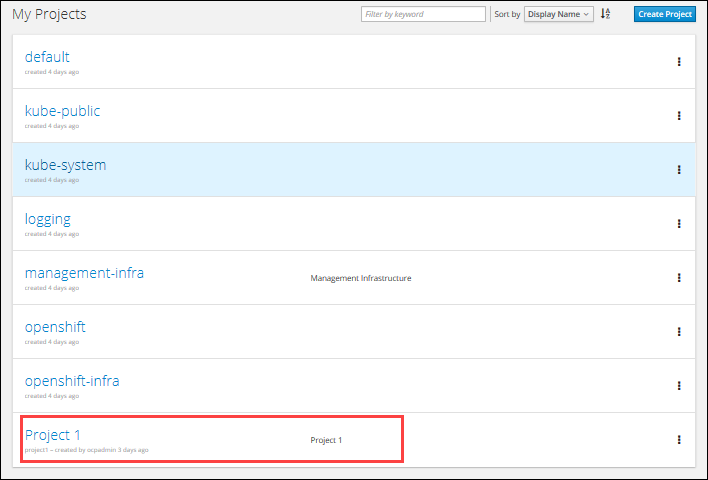 My Projects
Filter by keyword
Sort by
Display Name
Create Project
default
created 4 days ago
kube-public
created 4 days ago
kube-system
created 4 days ago
logging
created 4 days ago
management-infra
Management Infrastructure
created 4 days ago
openshift
created 4 days ago
openshift-infra
created 4 days ago
Project 1
Project 1
project1 – created by ocpadmin 3 days ago